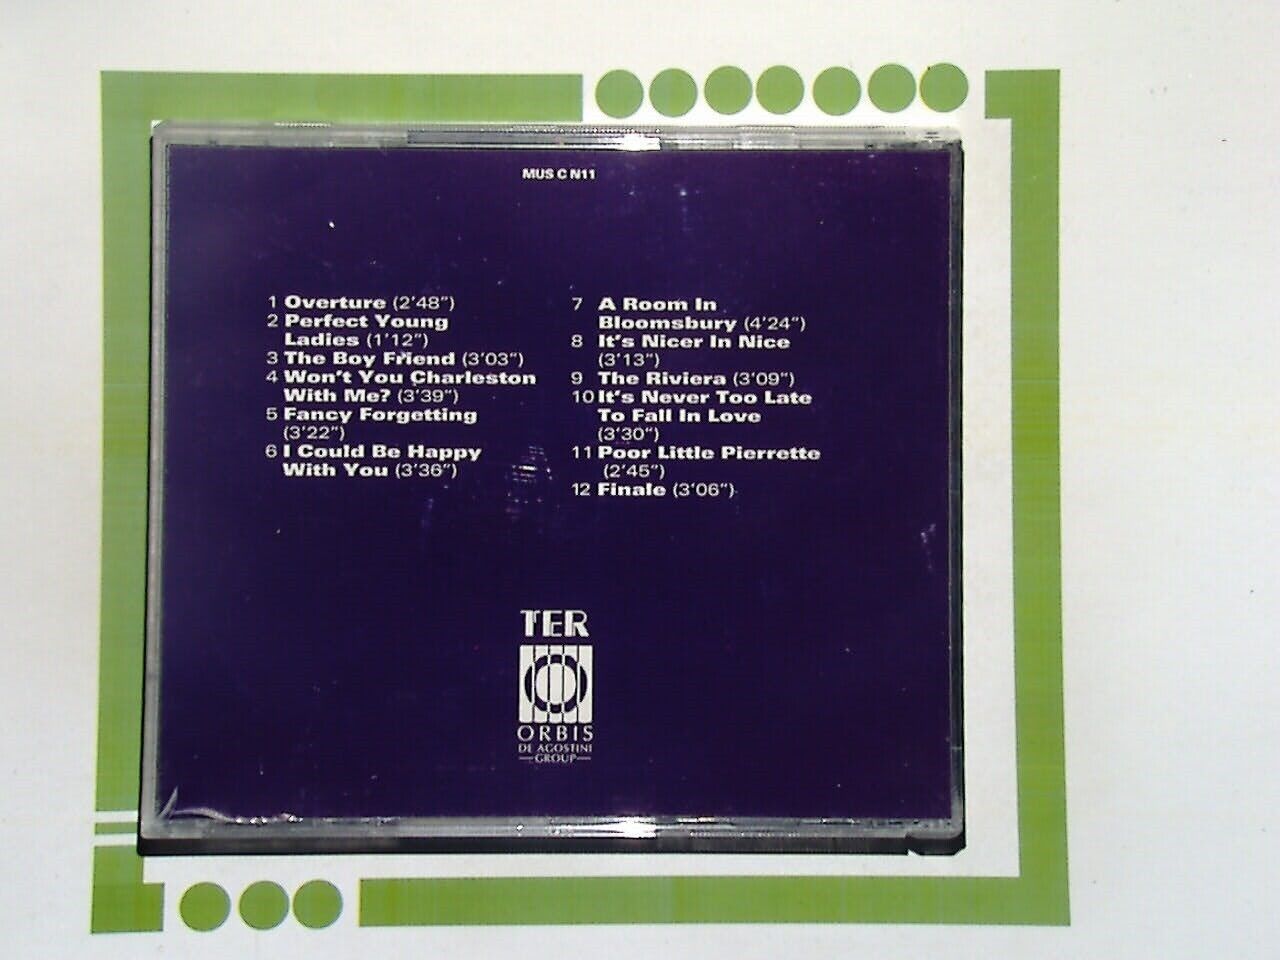 MUS C N11
1 Overture (2'48")
2 Perfect Young
Ladies (1'12")
3 The Boy Friend (3'03")
4 Won't You Charleston
With Me? (3'39")
5 Fancy Forgetting
(3'22")
6 I Could Be Happy
With You (3'36")
7 A Room In
Bloomsbury (4'24")
8 It's Nicer In Nice
(3'13")
9 The Riviera (3'09")
10 It's Never Too Late
To Fall In Love
(3'30")
11 Poor Little Pierrette
(2'45")
12 Finale (3'06")
TER
ORBIS
DE AGOSTINI
GROUP